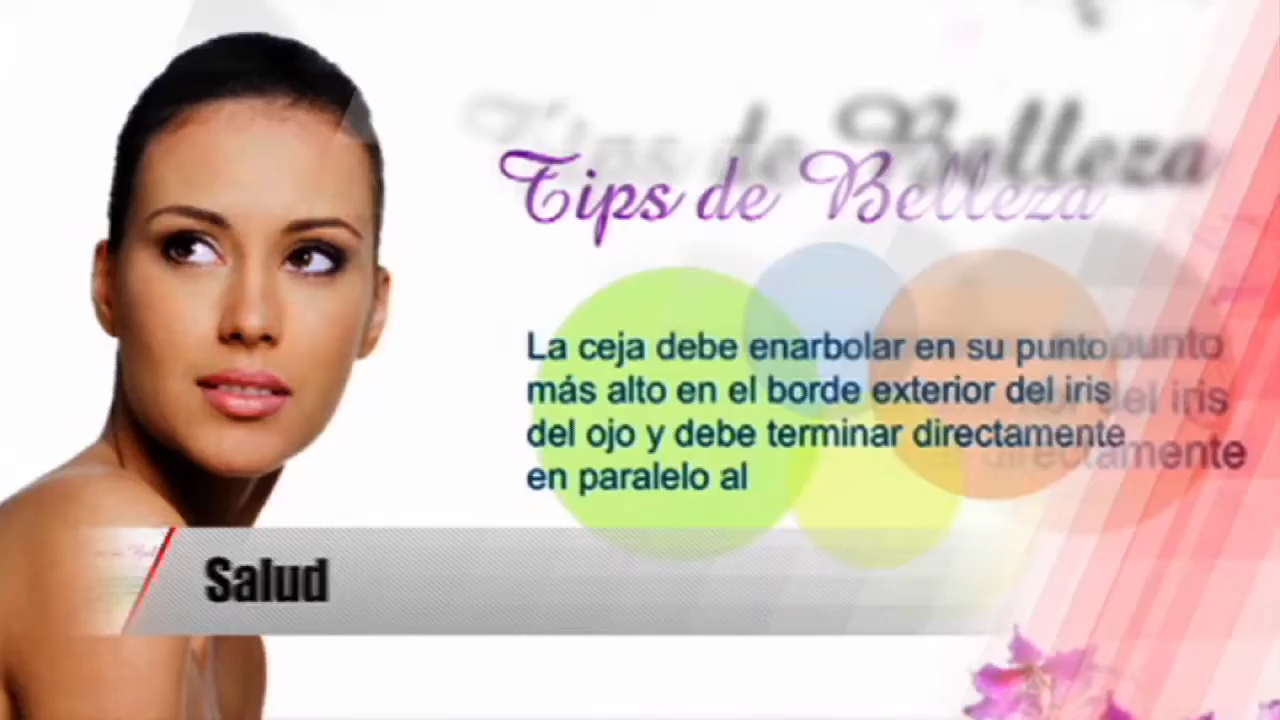 Tips de Belleza
La ceja debe enarbolar en su punto
más alto en el borde exterior del iris
del ojo y debe terminar directamente
en paralelo al
Salud